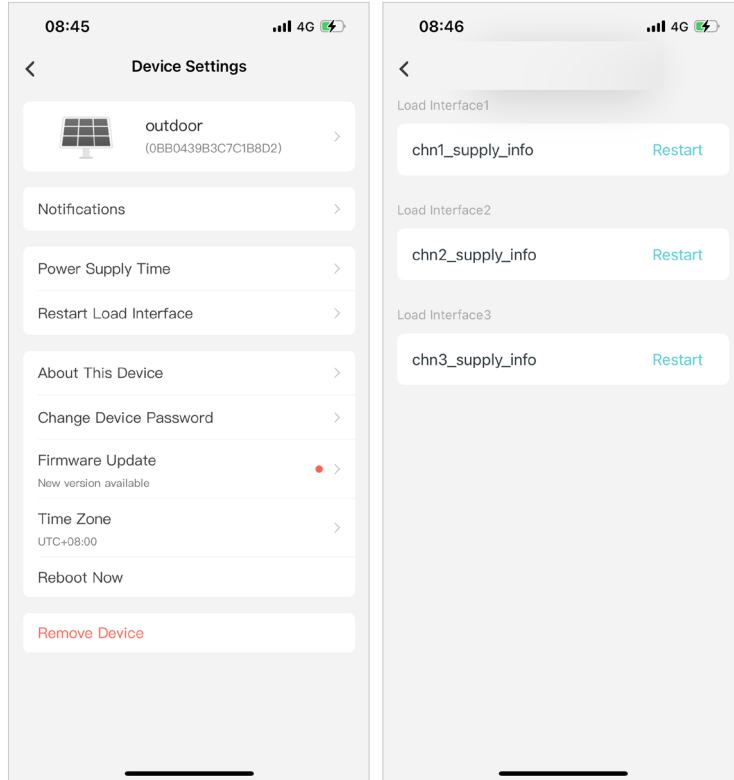 08:45
4G
Device Settings
outdoor
(0BB0439B3C7C1B8D2)
Notifications
Power Supply Time
Restart Load Interface
About This Device
Change Device Password
Firmware Update
New version available
Time Zone
UTC+08:00
Reboot Now
Remove Device
08:46
4G
Load Interface1
chn1_supply_info
Restart
Load Interface2
chn2_supply_info
Restart
Load Interface3
chn3_supply_info
Restart